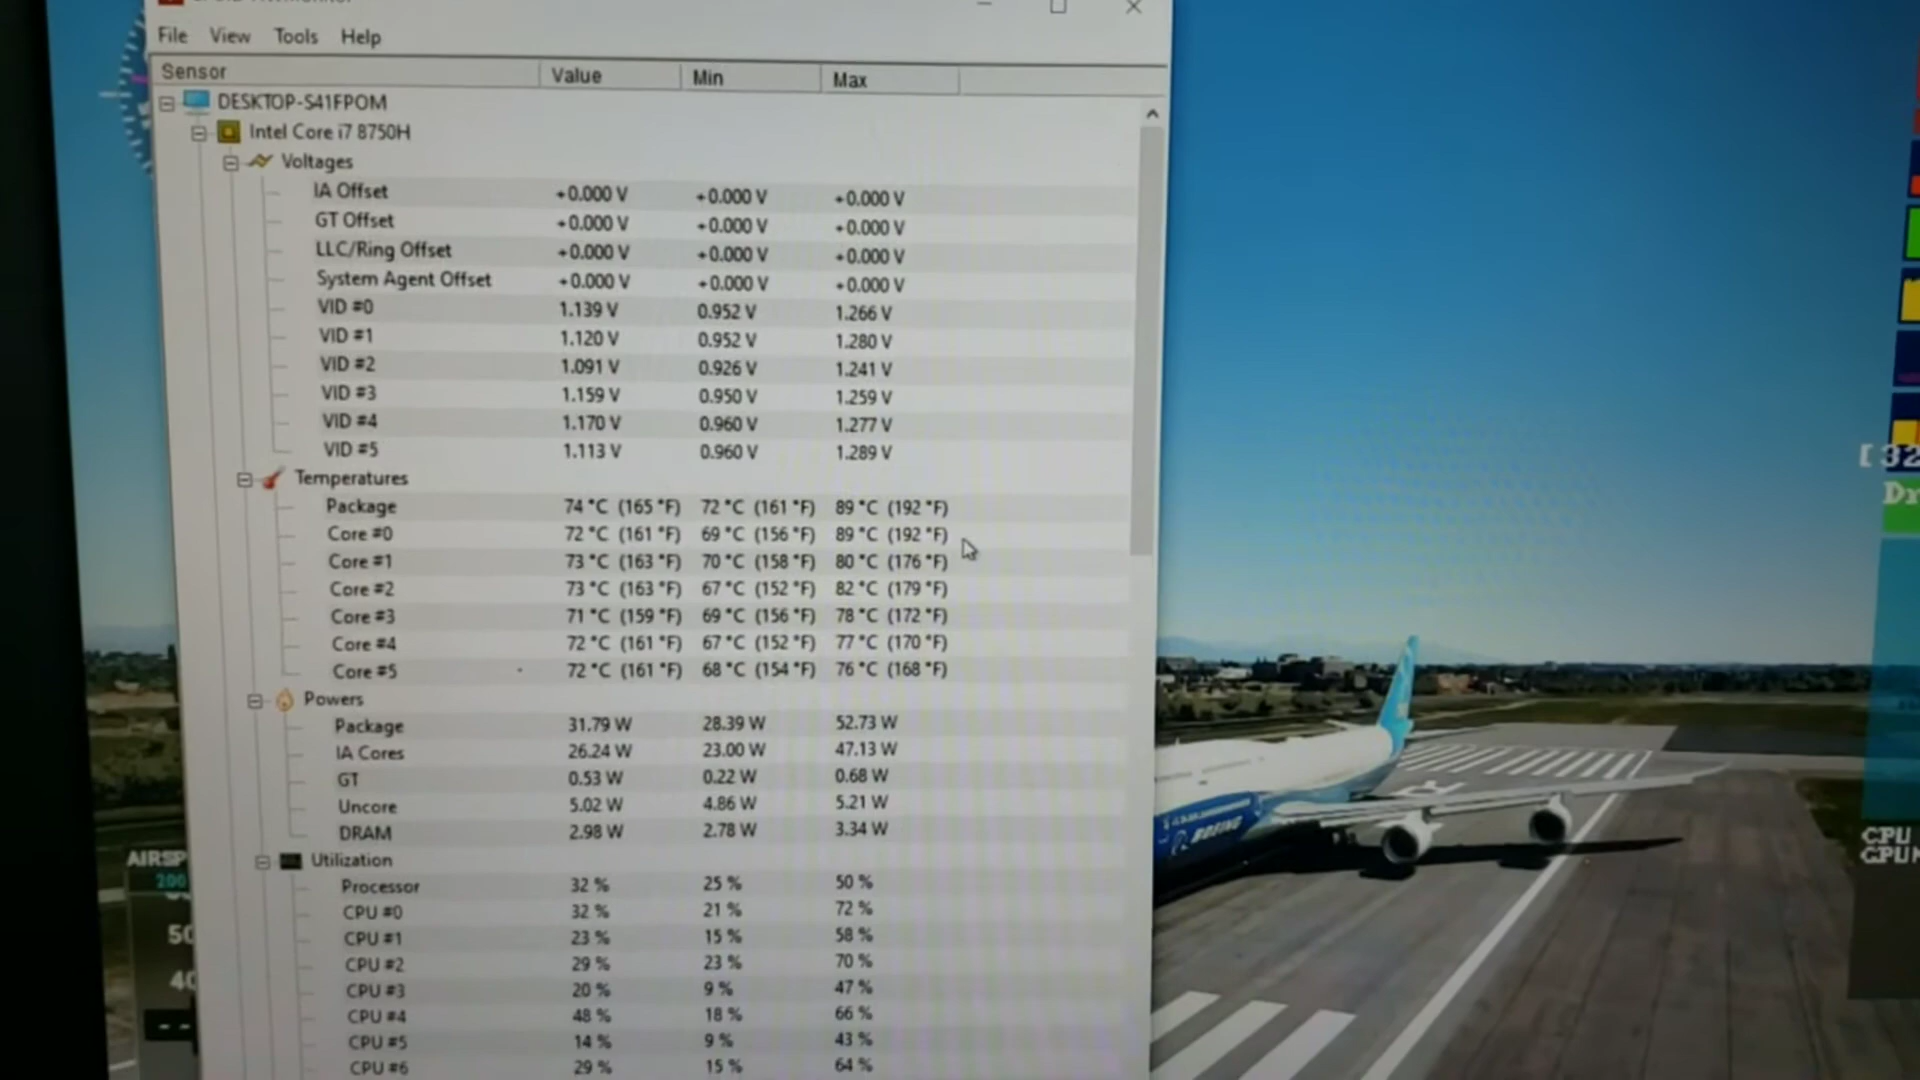 File View Tools Help
Sensor Value Min Max
DESKTOP-S41FPOM
Intel Core i7 8750H
Voltages
IA Offset +0.000 V +0.000 V +0.000 V
GT Offset +0.000 V +0.000 V +0.000 V
LLC/Ring Offset +0.000 V +0.000 V +0.000 V
System Agent Offset +0.000 V +0.000 V +0.000 V
VID #0 1.139 V 0.952 V 1.266 V
VID #1 1.120 V 0.952 V 1.280 V
VID #2 1.091 V 0.926 V 1.241 V
VID #3 1.159 V 0.950 V 1.259 V
VID #4 1.170 V 0.960 V 1.277 V
VID #5 1.113 V 0.960 V 1.289 V
Temperatures
Package 74 °C (165 °F) 72 °C (161 °F) 89 °C (192 °F)
Core #0 72 °C (161 °F) 69 °C (156 °F) 89 °C (192 °F)
Core #1 73 °C (163 °F) 70 °C (158 °F) 80 °C (176 °F)
Core #2 73 °C (163 °F) 67 °C (152 °F) 82 °C (179 °F)
Core #3 71 °C (159 °F) 69 °C (156 °F) 78 °C (172 °F)
Core #4 72 °C (161 °F) 67 °C (152 °F) 77 °C (170 °F)
Core #5 72 °C (161 °F) 68 °C (154 °F) 76 °C (168 °F)
Powers
Package 31.79 W 28.39 W 52.73 W
IA Cores 26.24 W 23.00 W 47.13 W
GT 0.53 W 0.22 W 0.68 W
Uncore 5.02 W 4.86 W 5.21 W
DRAM 2.98 W 2.78 W 3.34 W
Utilization
Processor 32 % 25 % 50 %
CPU #0 32 % 21 % 72 %
CPU #1 23 % 15 % 58 %
CPU #2 29 % 23 % 70 %
CPU #3 20 % 9 % 47 %
CPU #4 48 % 18 % 66 %
CPU #5 14 % 9 % 43 %
CPU #6 29 % 15 % 64 %
AIRSP
200
BOEING
[32
Dr
CPU